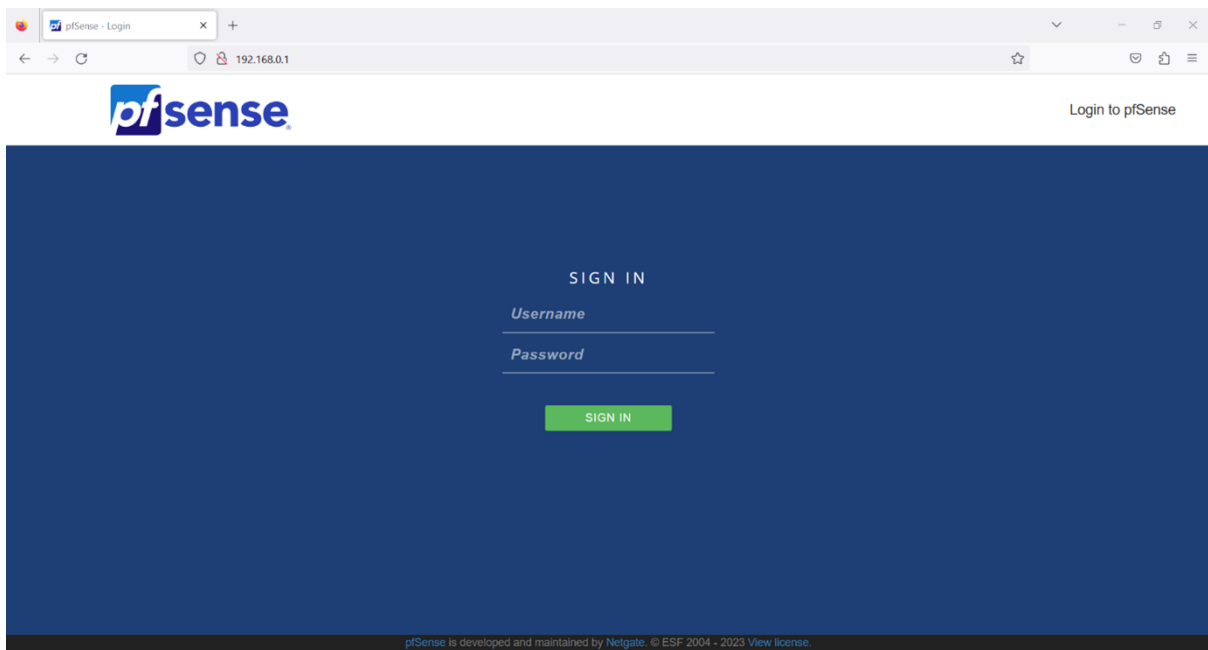 pfSense - Login
192.168.0.1
pfsense®
Login to pfSense
SIGN IN
Username
Password
SIGN IN
pfSense is developed and maintained by Netgate. © ESF 2004 - 2023 View license.